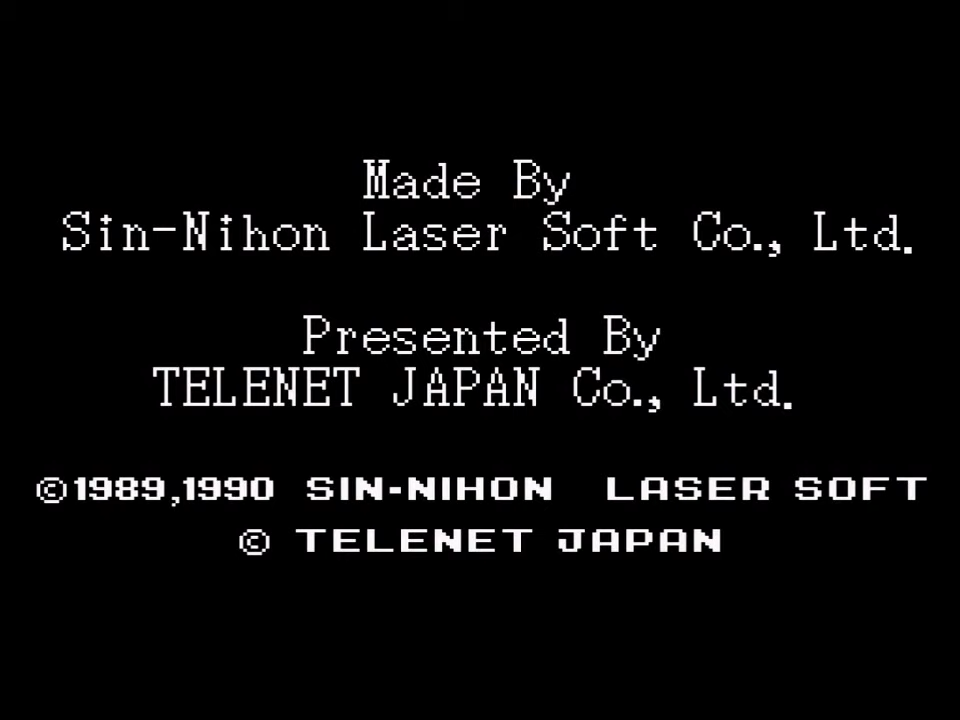 Made By
Sin-Nihon Laser Soft Co., Ltd.
Presented By
TELENET JAPAN Co., Ltd.
©1989,1990 SIN-NIHON LASER SOFT
© TELENET JAPAN